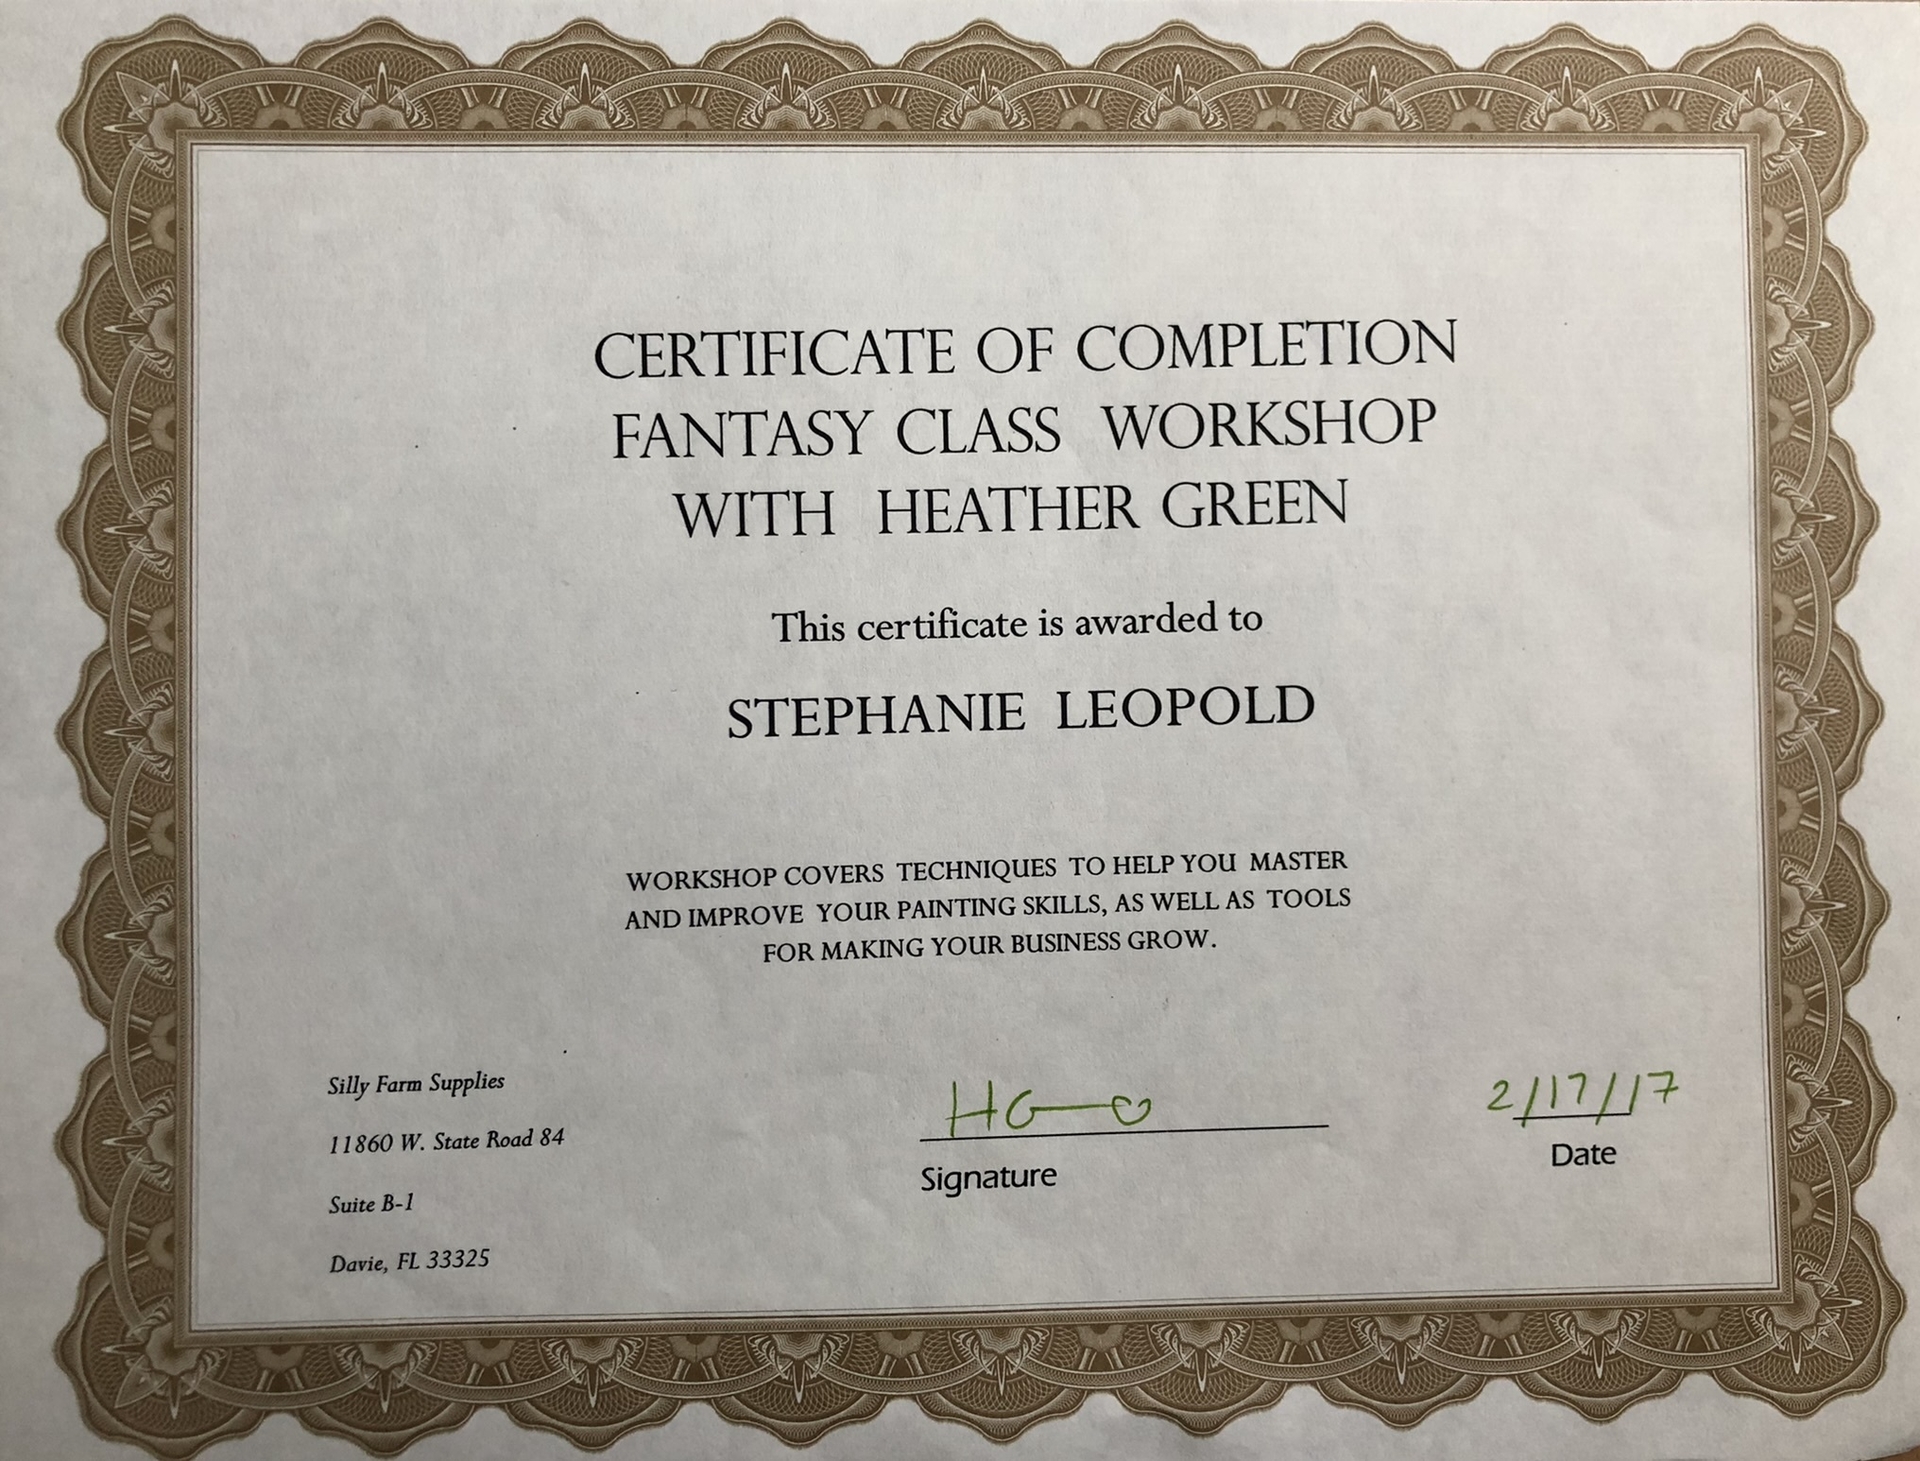 CERTIFICATE OF COMPLETION
FANTASY CLASS WORKSHOP
WITH HEATHER GREEN
This certificate is awarded to
STEPHANIE LEOPOLD
WORKSHOP COVERS TECHNIQUES TO HELP YOU MASTER
AND IMPROVE YOUR PAINTING SKILLS, AS WELL AS TOOLS
FOR MAKING YOUR BUSINESS GROW.
Silly Farm Supplies
11860 W. State Road 84
Suite B-1
Davie, FL 33325
HG
Signature
2/17/17
Date